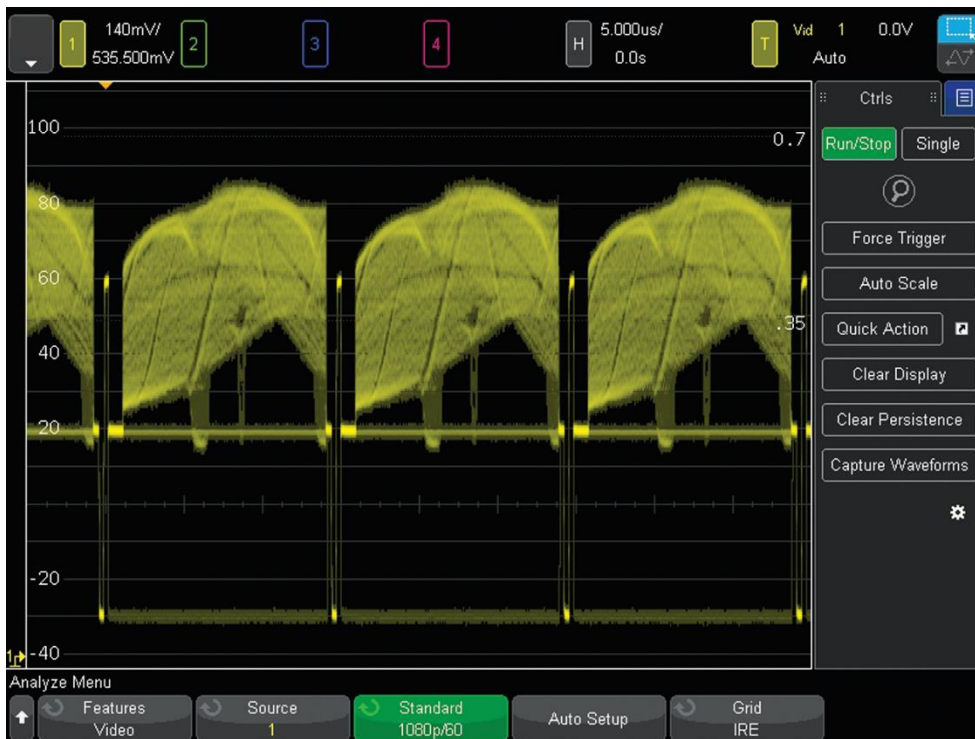 1
140mV/
535.500mV
2
3
4
H
5.000us/
0.0s
T
Vid 1 0.0V
Auto
Ctrls
Run/Stop Single
Force Trigger
Auto Scale
Quick Action
Clear Display
Clear Persistence
Capture Waveforms
100
0.7
80
60
.35
40
20
-20
-40
1
Analyze Menu
Features
Video
Source
1
Standard
1080p/60
Auto Setup
Grid
IRE